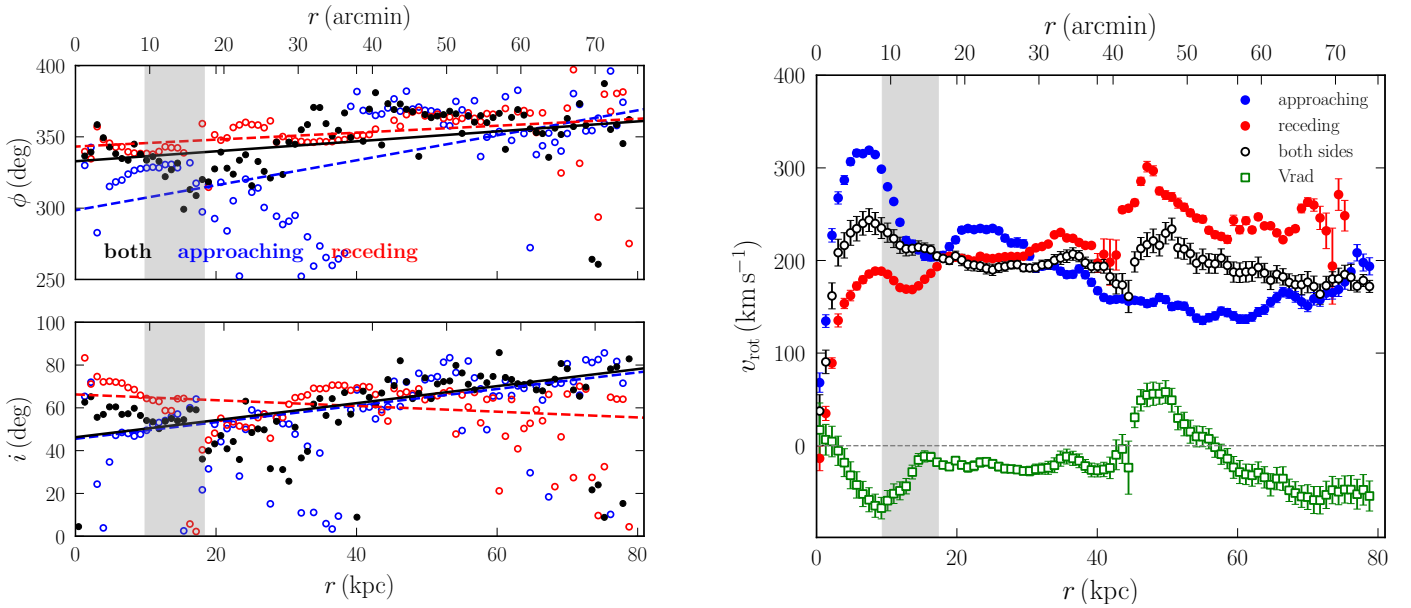 r (arcmin)
0 10 20 30 40 50 60 70
400
350
300
250
ϕ (deg)
both approaching receding
100
80
60
40
20
0
i (deg)
0 20 40 60 80
r (kpc)
r (arcmin)
0 10 20 30 40 50 60 70
400
300
200
100
0
v_rot (km s⁻¹)
approaching
receding
both sides
Vrad
0 20 40 60 80
r (kpc)